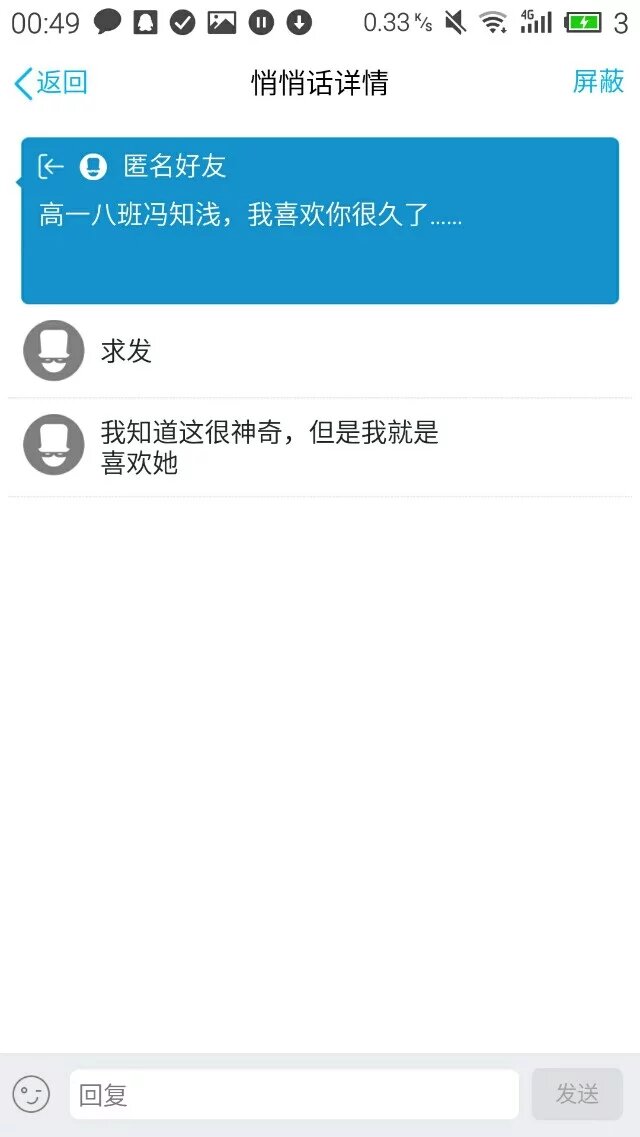 00:49
0.33 K/s
4G
3
返回
悄悄话详情
屏蔽
匿名好友
高一八班冯知浅，我喜欢你很久了……
求发
我知道这很神奇，但是我就是
喜欢她
回复
发送